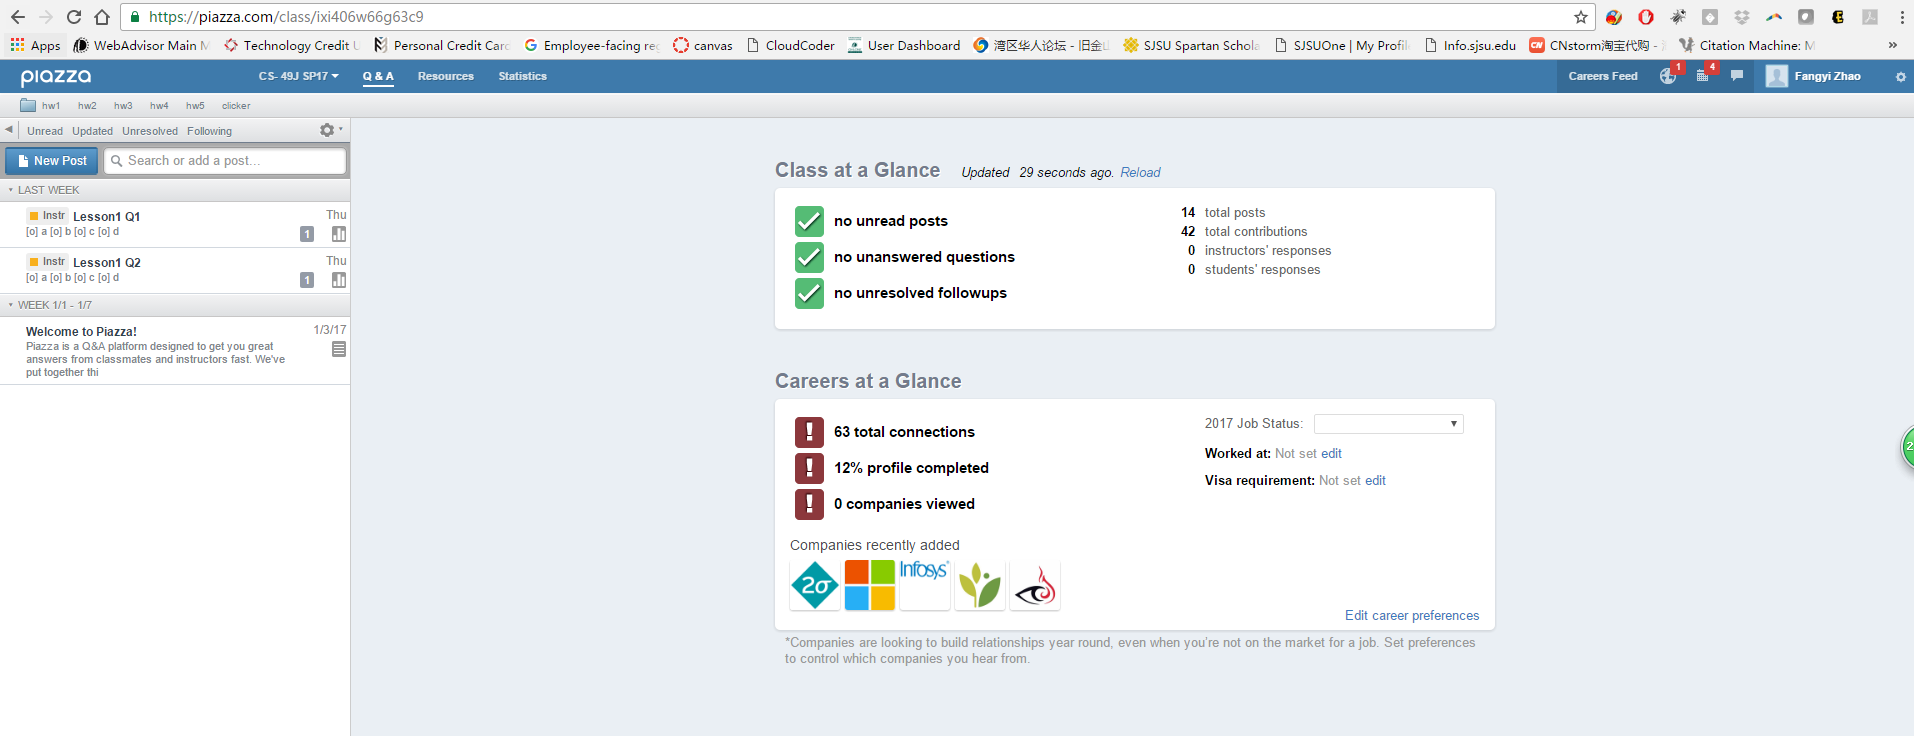 https://piazza.com/class/ixi406w66g63c9
Apps WebAdvisor Main Technology Credit Personal Credit Card Employee-facing canvas CloudCoder User Dashboard 湾区华人论坛 - 旧金 SJSU Spartan Schola SJSUOne | My Profil Info.sjsu.edu CNstorm淘宝代购 - Citation Machine: »
piazza CS- 49J SP17 Q & A Resources Statistics Careers Feed 1 4 Fangyi Zhao
hw1 hw2 hw3 hw4 hw5 clicker
Unread Updated Unresolved Following
New Post Search or add a post...
LAST WEEK
Instr Lesson1 Q1 Thu
[o] a [o] b [o] c [o] d 1
Instr Lesson1 Q2 Thu
[o] a [o] b [o] c [o] d 1
WEEK 1/1 - 1/7
Welcome to Piazza! 1/3/17
Piazza is a Q&A platform designed to get you great
answers from classmates and instructors fast. We've
put together thi
Class at a Glance Updated 29 seconds ago. Reload
no unread posts
no unanswered questions
no unresolved followups
14 total posts
42 total contributions
0 instructors' responses
0 students' responses
Careers at a Glance
63 total connections
12% profile completed
0 companies viewed
2017 Job Status:
Worked at: Not set edit
Visa requirement: Not set edit
Companies recently added
2σ
Infosys
Edit career preferences
*Companies are looking to build relationships year round, even when you're not on the market for a job. Set preferences
to control which companies you hear from.